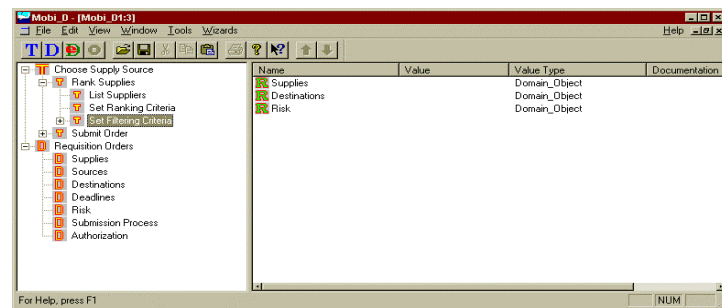 Mobi_D - [Mobi_D1:3]
File Edit View Window Tools Wizards Help
T D
Choose Supply Source
Rank Supplies
List Suppliers
Set Ranking Criteria
Set Filtering Criteria
Submit Order
Requisition Orders
Supplies
Sources
Destinations
Deadlines
Risk
Submission Process
Authorization
Name Value Value Type Documentation
Supplies Domain_Object
Destinations Domain_Object
Risk Domain_Object
For Help, press F1 NUM